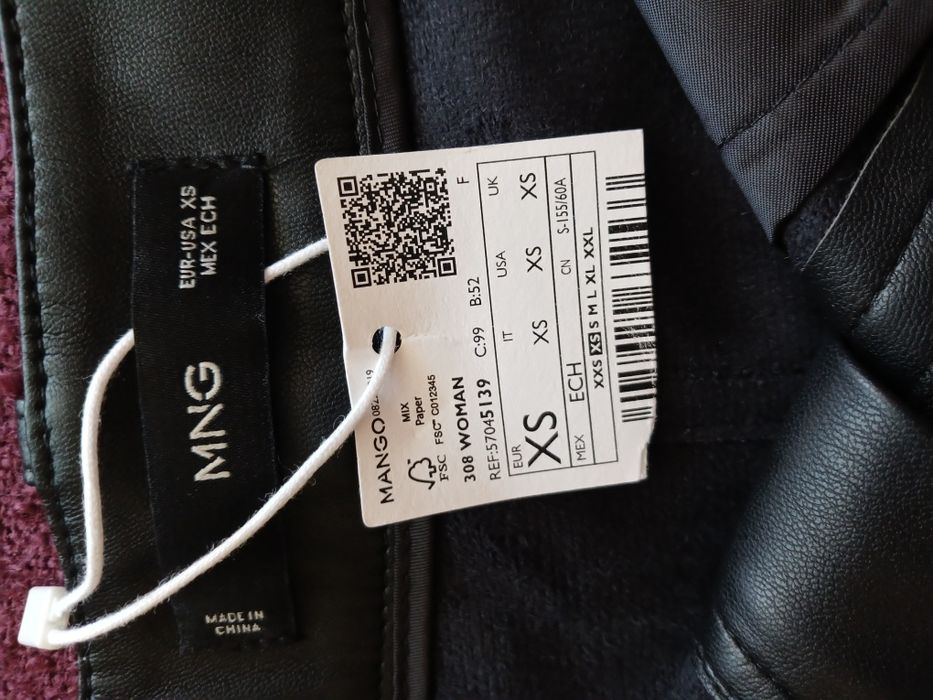 EUR-USA XS
MEX ECH
MNG
MADE IN
CHINA
MANGO
MIX
Paper
FSC
FSC™ C012345
308 WOMAN
REF:57045139 C:99 B:52 F
EUR IT USA UK
XS XS XS XS
MEX ECH CN S-155/60A
XXS XS S M L XL XXL